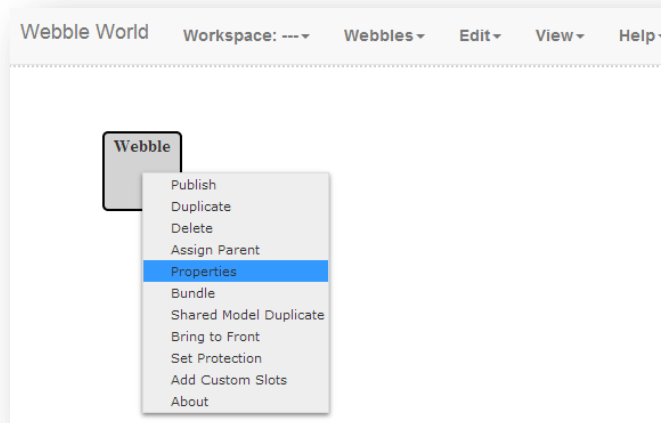 Webble World Workspace: --- Webbles Edit View Help
Webble
Publish
Duplicate
Delete
Assign Parent
Properties
Bundle
Shared Model Duplicate
Bring to Front
Set Protection
Add Custom Slots
About